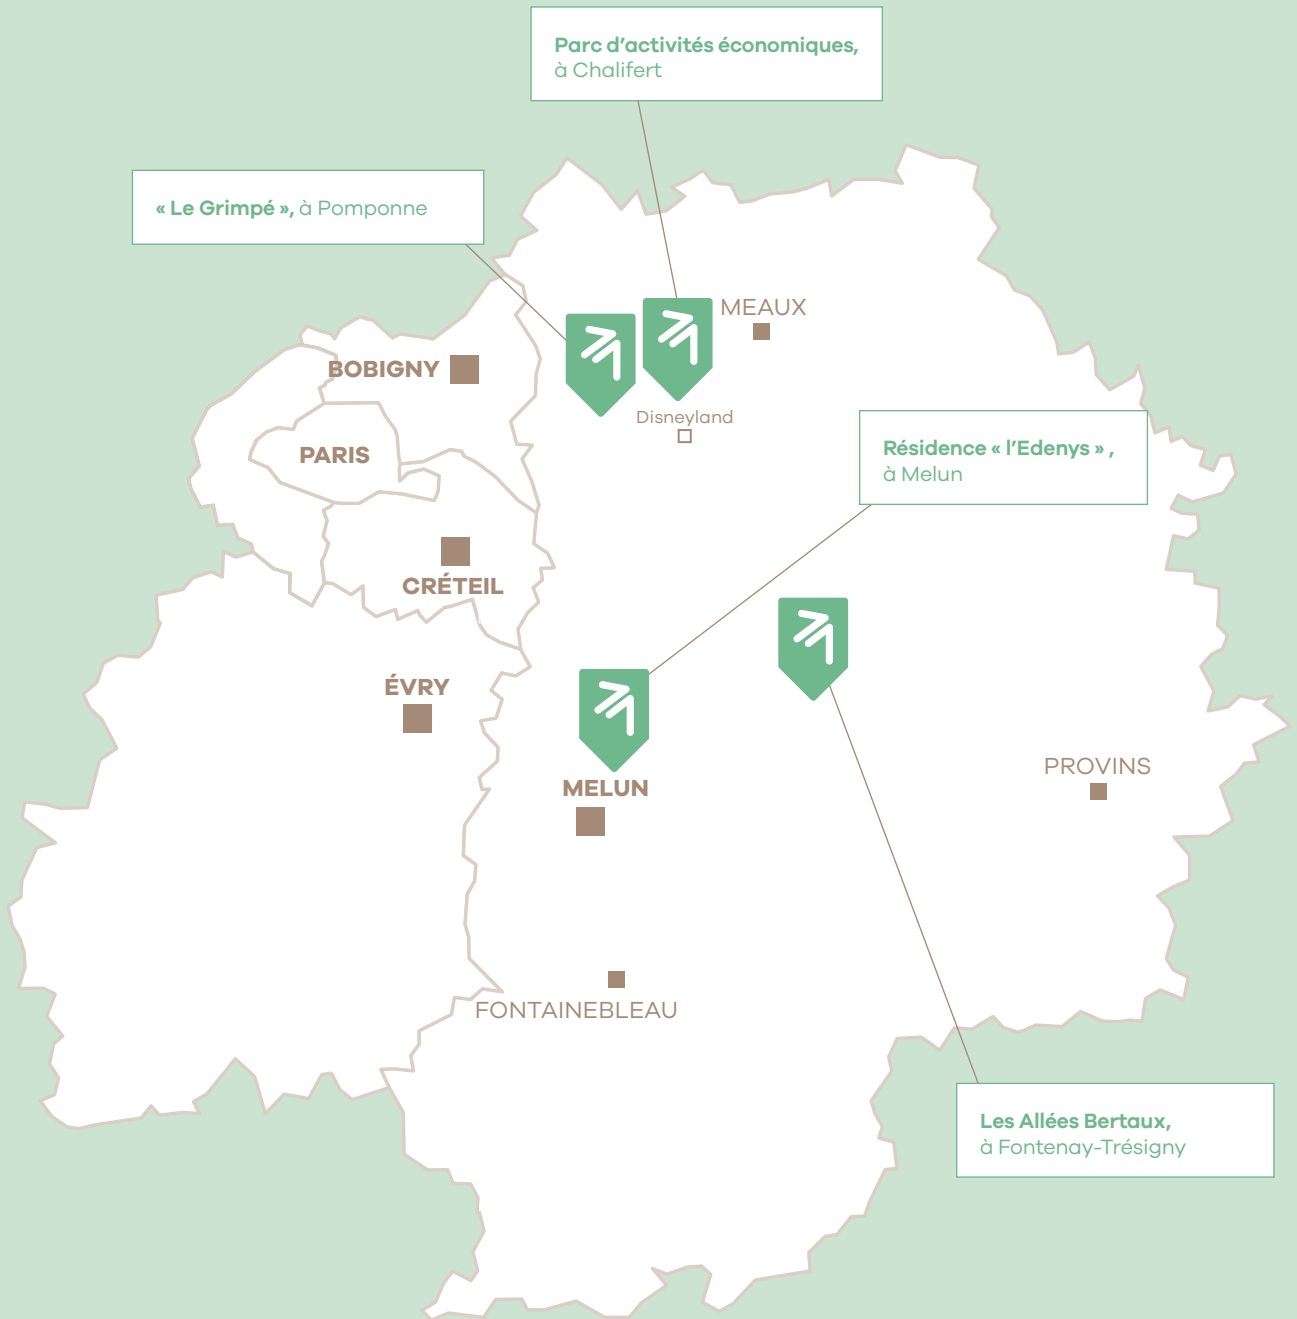 Parc d'activités économiques,
à Chalifert
« Le Grimpé », à Pomponne
MEAUX
BOBIGNY
Disneyland
PARIS
Résidence « l'Edenys » ,
à Melun
CRÉTEIL
ÉVRY
MELUN
PROVINS
FONTAINEBLEAU
Les Allées Bertaux,
à Fontenay-Trésigny